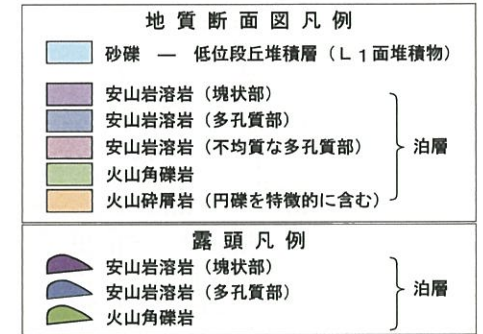 地質断面図凡例
砂礫 ― 低位段丘堆積層（L1面堆積物）
安山岩溶岩（塊状部）
安山岩溶岩（多孔質部）
安山岩溶岩（不均質な多孔質部）
泊層
火山角礫岩
火山砕屑岩（円礫を特徴的に含む）
露頭凡例
安山岩溶岩（塊状部）
安山岩溶岩（多孔質部）
泊層
火山角礫岩